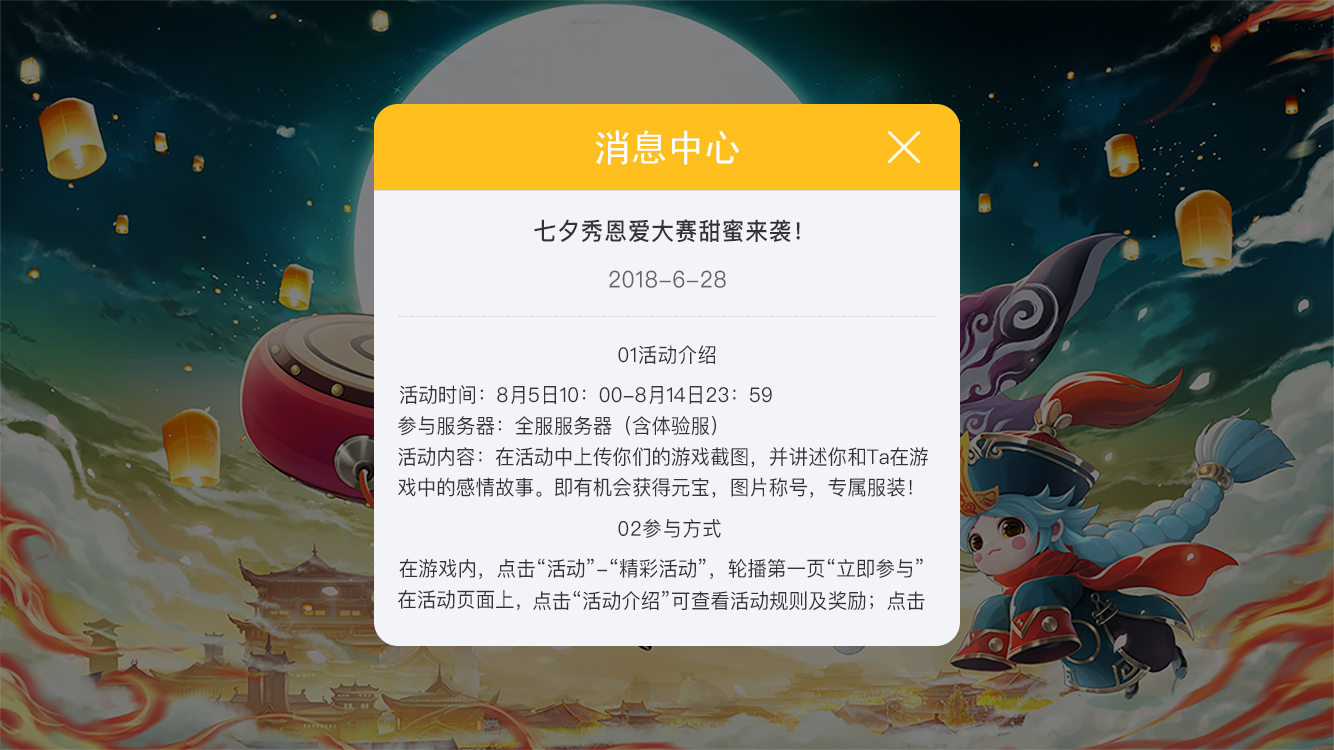 消息中心
七夕秀恩爱大赛甜蜜来袭！
2018-6-28
01活动介绍
活动时间：8月5日10：00-8月14日23：59
参与服务器：全服服务器（含体验服）
活动内容：在活动中上传你们的游戏截图，并讲述你和Ta在游
戏中的感情故事。即有机会获得元宝，图片称号，专属服装！
02参与方式
在游戏内，点击“活动”-“精彩活动”，轮播第一页“立即参与”
在活动页面上，点击“活动介绍”可查看活动规则及奖励；点击